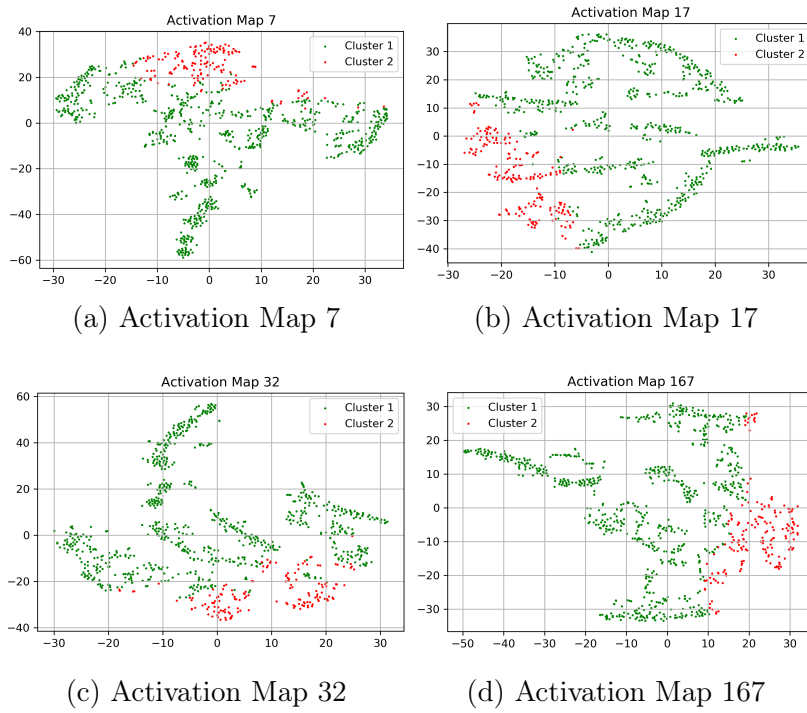 Activation Map 7
Cluster 1
Cluster 2
40
20
0
−20
−40
−60
−30 −20 −10 0 10 20 30
(a) Activation Map 7
Activation Map 17
Cluster 1
Cluster 2
30
20
10
0
−10
−20
−30
−40
−30 −20 −10 0 10 20 30
(b) Activation Map 17
Activation Map 32
Cluster 1
Cluster 2
60
40
20
0
−20
−40
−30 −20 −10 0 10 20 30
(c) Activation Map 32
Activation Map 167
Cluster 1
Cluster 2
30
20
10
0
−10
−20
−30
−50 −40 −30 −20 −10 0 10 20 30
(d) Activation Map 167